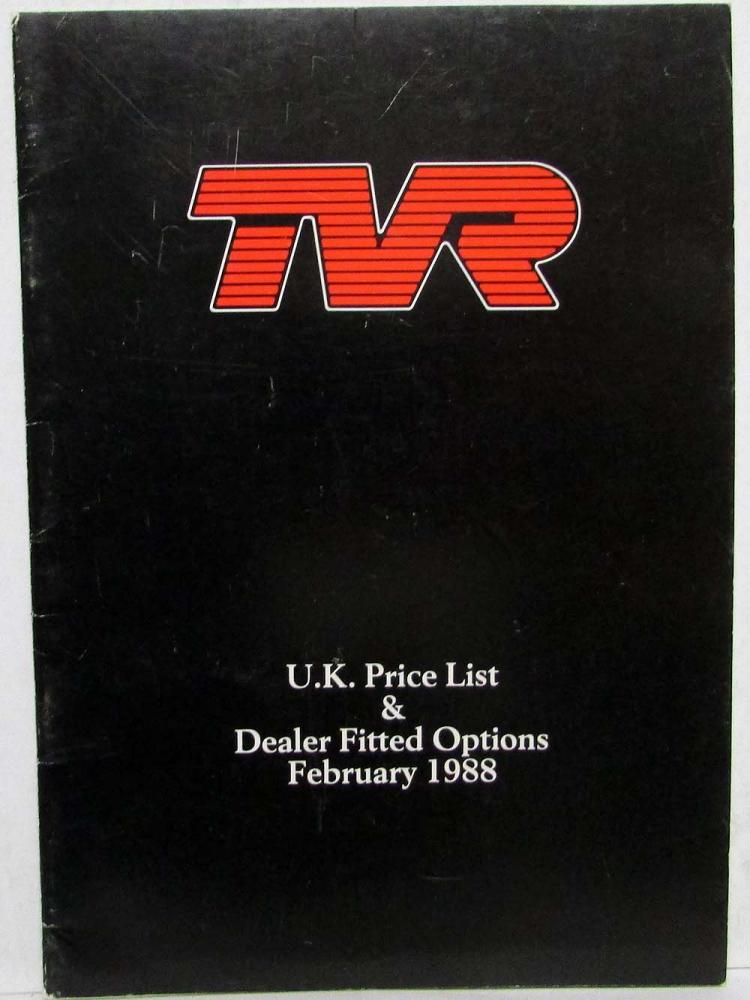 TVR
U.K. Price List
&
Dealer Fitted Options
February 1988